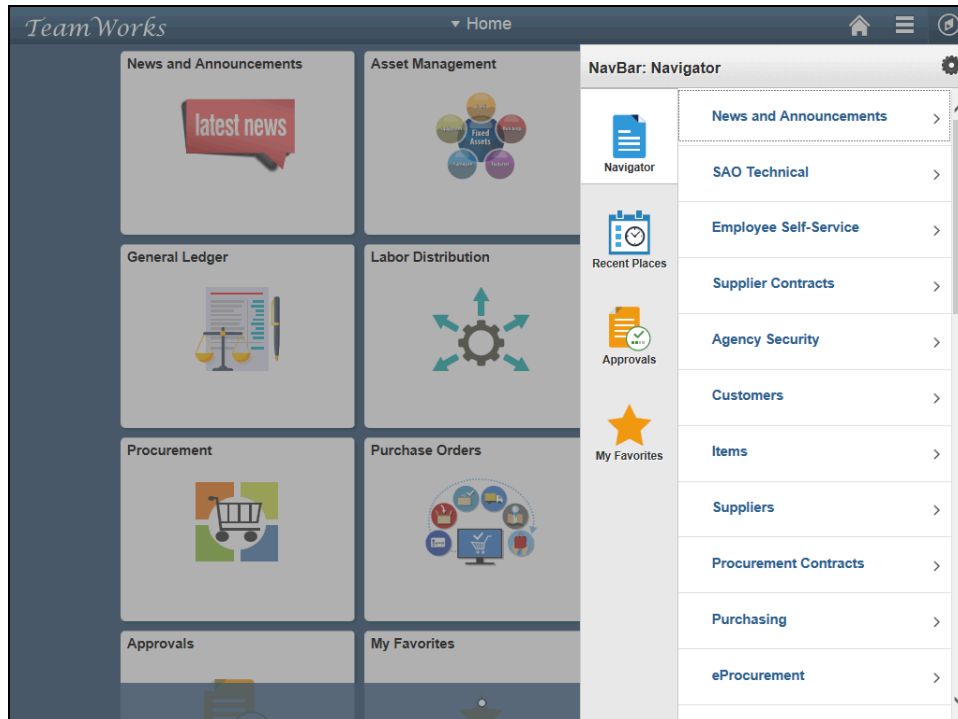 TeamWorks
Home
News and Announcements
latest news
Asset Management
Fixed
Assets
General Ledger
Labor Distribution
Procurement
Purchase Orders
Approvals
My Favorites
NavBar: Navigator
Navigator
Recent Places
Approvals
My Favorites
News and Announcements
SAO Technical
Employee Self-Service
Supplier Contracts
Agency Security
Customers
Items
Suppliers
Procurement Contracts
Purchasing
eProcurement